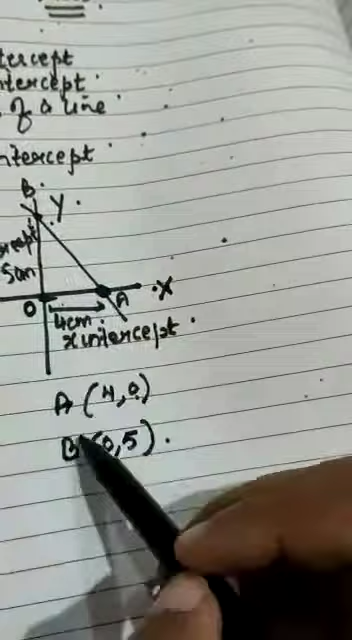 tercept
ntercept
of a line
ntercept
B
Y
5cm
O
A
X
4cm
x intercept
A (4,0)
B (0,5).